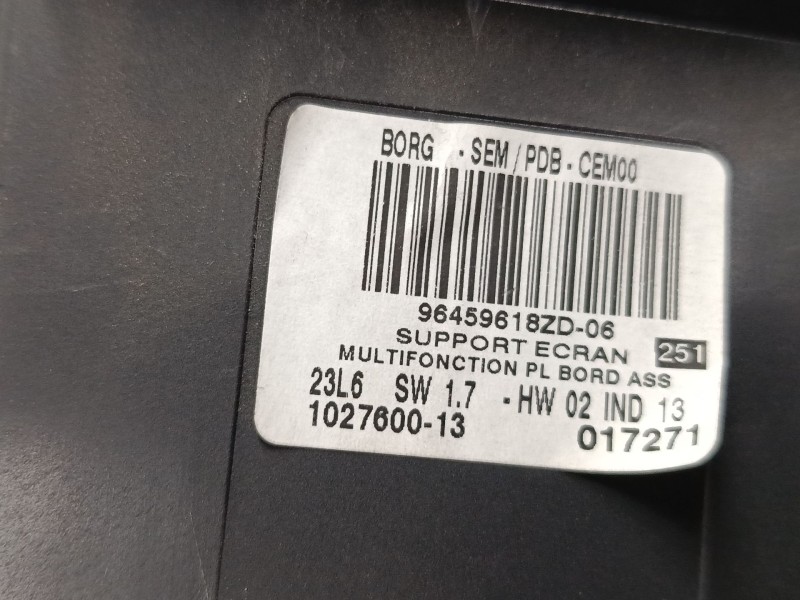 BORG - SEM/PDB - CEM00
96459618ZD-06
SUPPORT ECRAN 251
MULTIFONCTION PL BORD ASS
23L6 SW 1.7 - HW 02 IND 13
1027600-13 017271